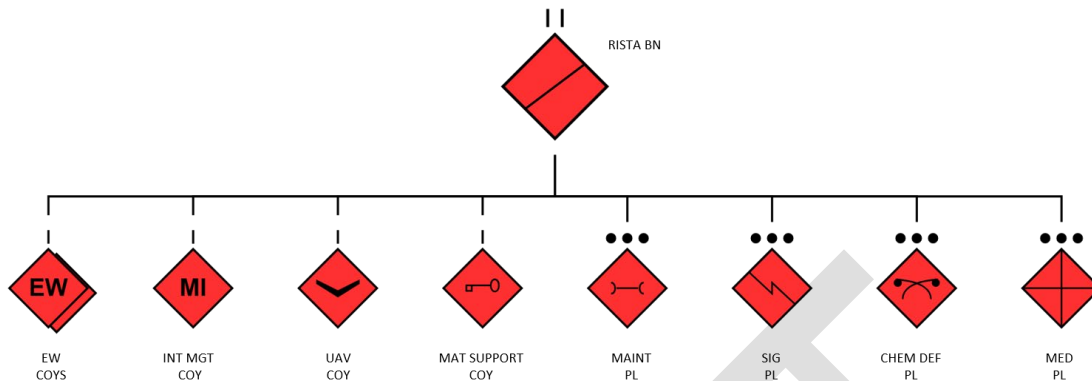 RISTA BN
EW
MI
EW
COYS
INT MGT
COY
UAV
COY
MAT SUPPORT
COY
MAINT
PL
SIG
PL
CHEM DEF
PL
MED
PL